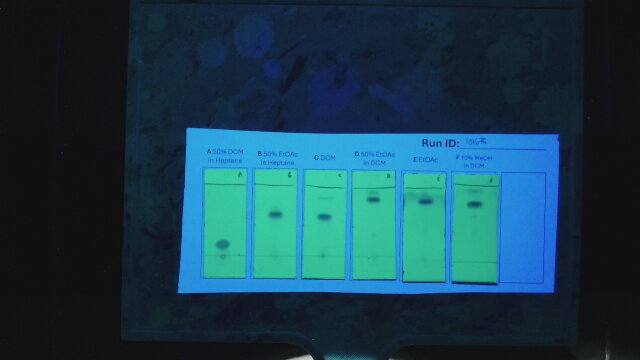 Run ID:
A 50% DCM
in Heptane
B 50% EtOAc
in Heptane
C DCM
D 50% EtOAc
in DCM
E EtOAc
F 10% MeOH
in DCM
A
B
C
D
E
F